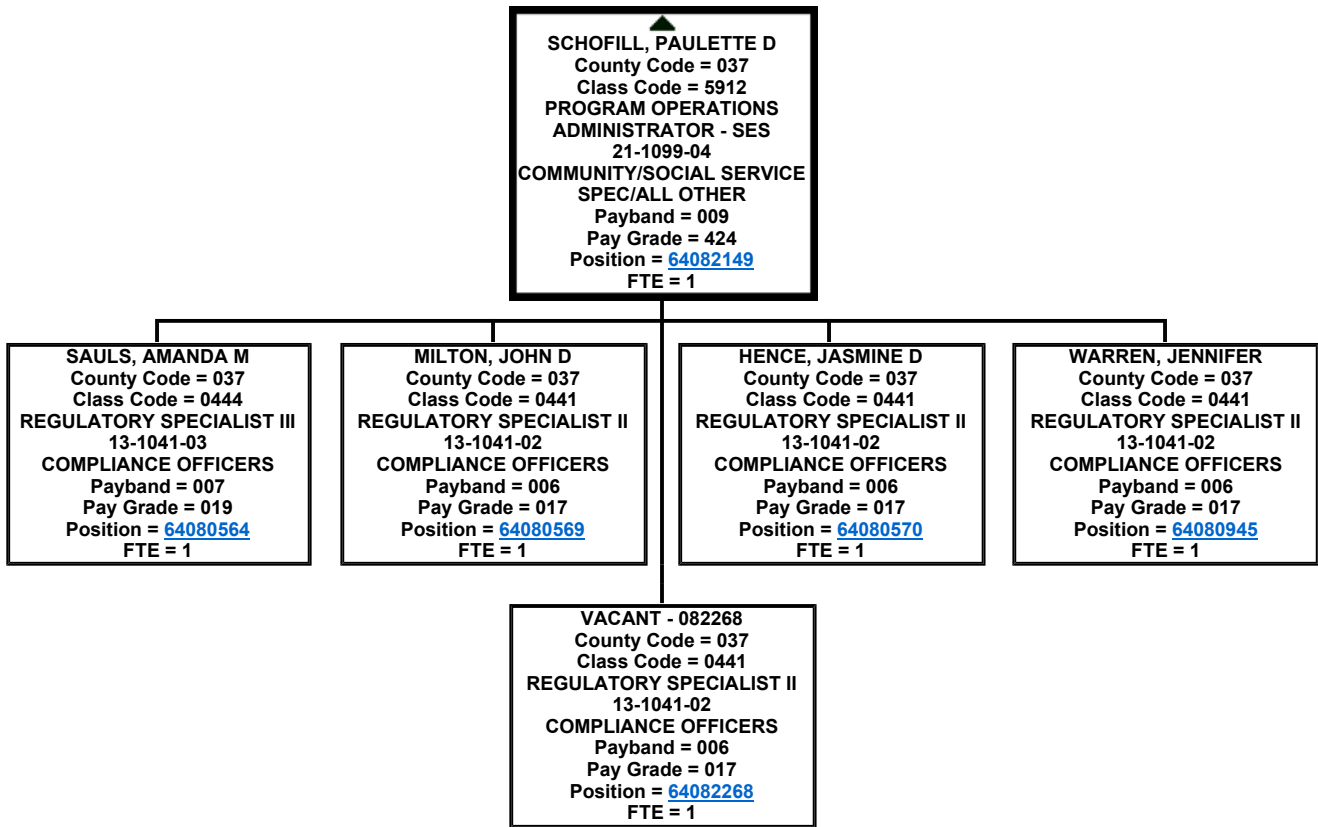 SCHOFILL, PAULETTE D
County Code = 037
Class Code = 5912
PROGRAM OPERATIONS
ADMINISTRATOR - SES
21-1099-04
COMMUNITY/SOCIAL SERVICE
SPEC/ALL OTHER
Payband = 009
Pay Grade = 424
Position = 64082149
FTE = 1
SAULS, AMANDA M
County Code = 037
Class Code = 0444
REGULATORY SPECIALIST III
13-1041-03
COMPLIANCE OFFICERS
Payband = 007
Pay Grade = 019
Position = 64080564
FTE = 1
MILTON, JOHN D
County Code = 037
Class Code = 0441
REGULATORY SPECIALIST II
13-1041-02
COMPLIANCE OFFICERS
Payband = 006
Pay Grade = 017
Position = 64080569
FTE = 1
HENCE, JASMINE D
County Code = 037
Class Code = 0441
REGULATORY SPECIALIST II
13-1041-02
COMPLIANCE OFFICERS
Payband = 006
Pay Grade = 017
Position = 64080570
FTE = 1
WARREN, JENNIFER
County Code = 037
Class Code = 0441
REGULATORY SPECIALIST II
13-1041-02
COMPLIANCE OFFICERS
Payband = 006
Pay Grade = 017
Position = 64080945
FTE = 1
VACANT - 082268
County Code = 037
Class Code = 0441
REGULATORY SPECIALIST II
13-1041-02
COMPLIANCE OFFICERS
Payband = 006
Pay Grade = 017
Position = 64082268
FTE = 1